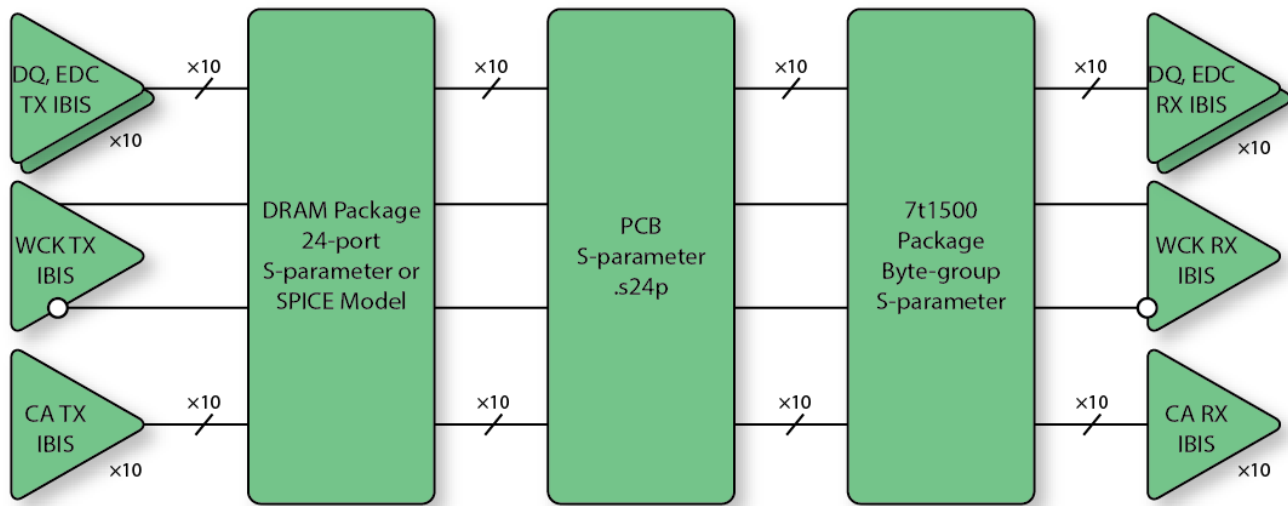 DQ, EDC
TX IBIS
×10
×10
×10
×10
×10
DQ, EDC
RX IBIS
×10
WCK TX
IBIS
DRAM Package
24-port
S-parameter or
SPICE Model
PCB
S-parameter
.s24p
7t1500
Package
Byte-group
S-parameter
WCK RX
IBIS
CA TX
IBIS
×10
×10
×10
×10
×10
CA RX
IBIS
×10